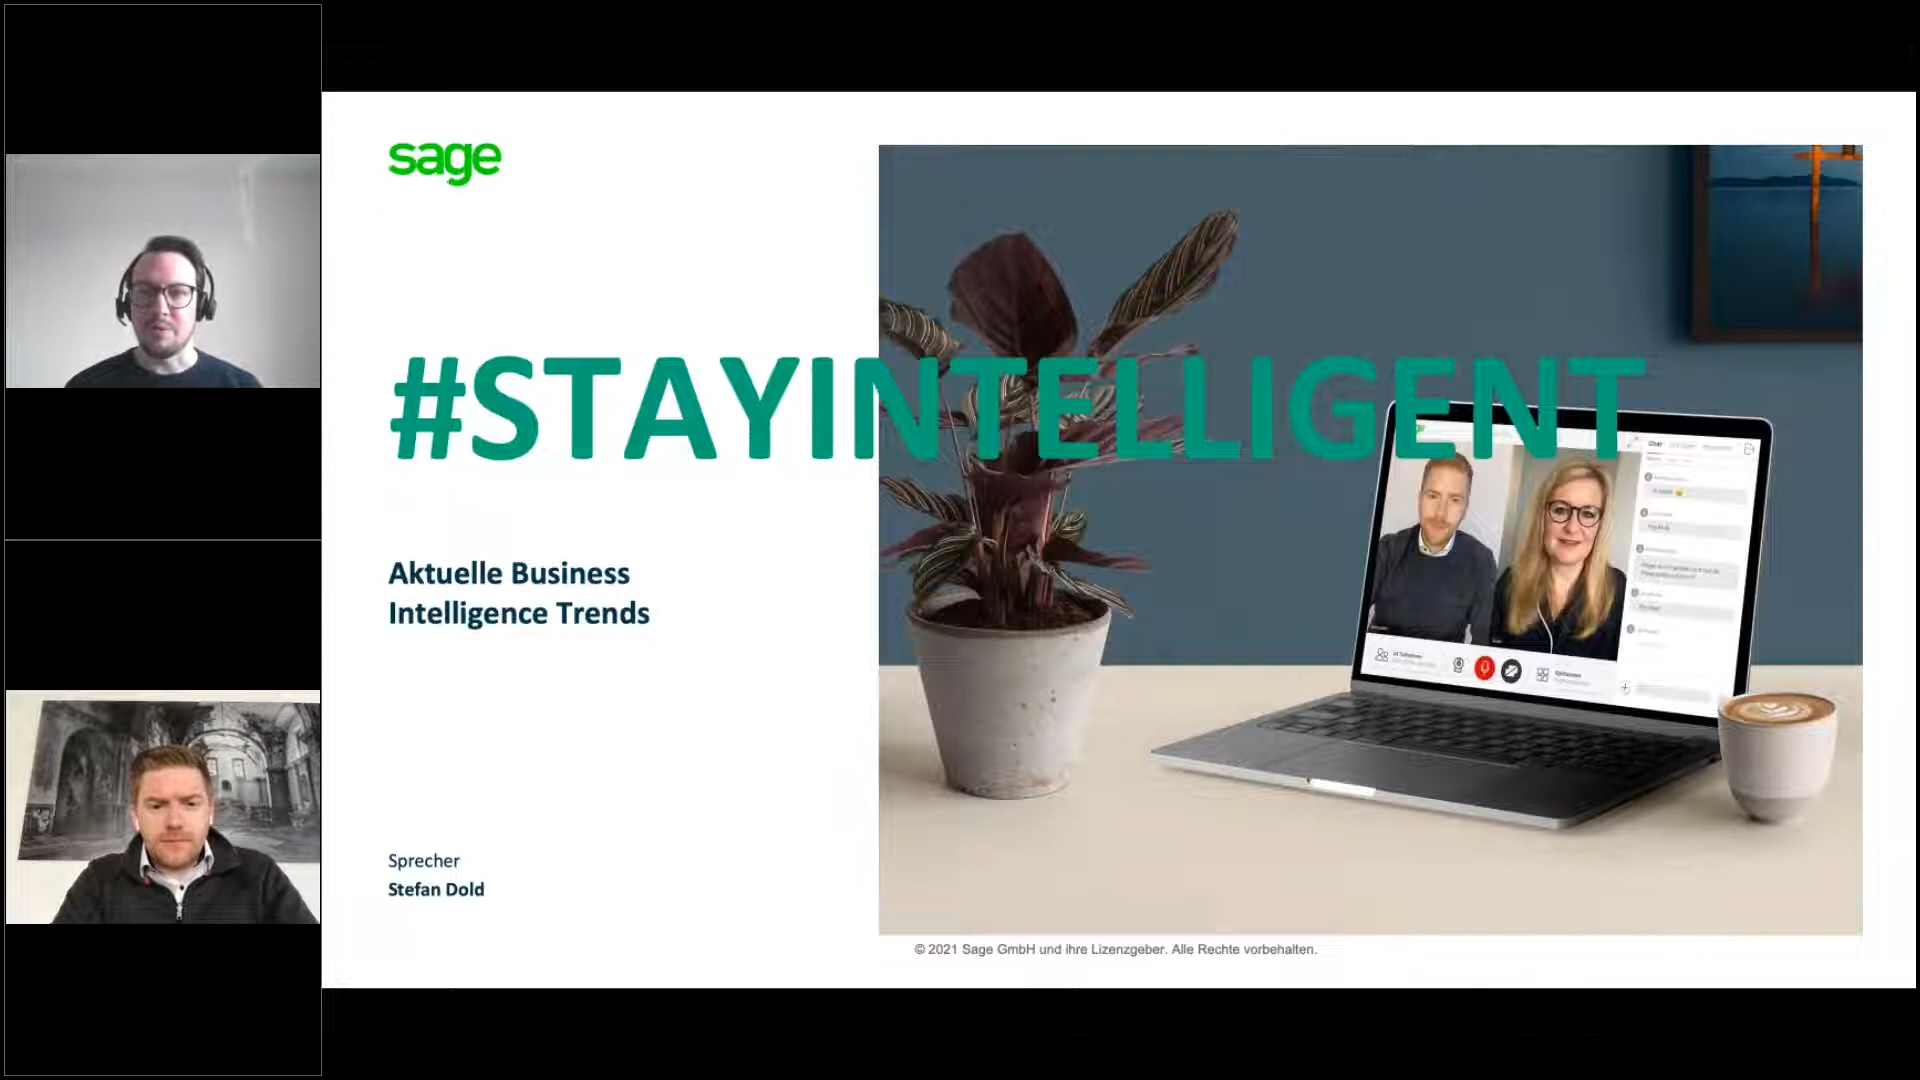 sage
#STAYINTELLIGENT
Aktuelle Business
Intelligence Trends
Sprecher
Stefan Dold
© 2021 Sage GmbH und ihre Lizenzgeber. Alle Rechte vorbehalten.